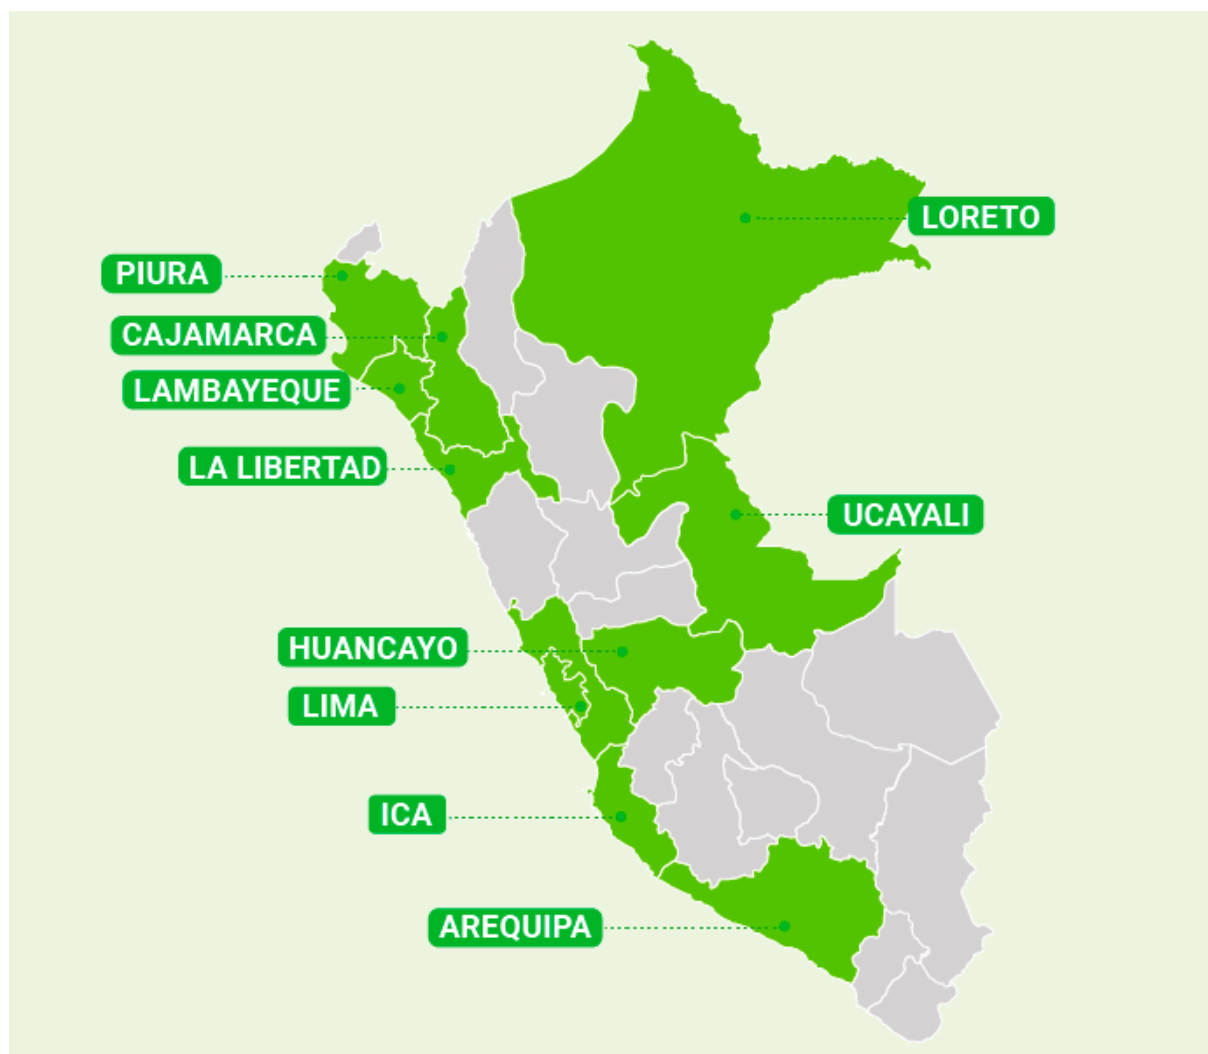 LORETO
PIURA
CAJAMARCA
LAMBAYEQUE
LA LIBERTAD
UCAYALI
HUANCAYO
LIMA
ICA
AREQUIPA